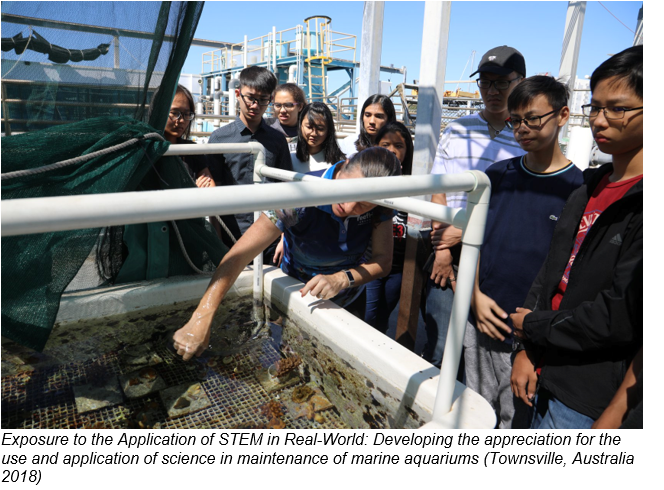 Exposure to the Application of STEM in Real-World: Developing the appreciation for the
use and application of science in maintenance of marine aquariums (Townsville, Australia
2018)